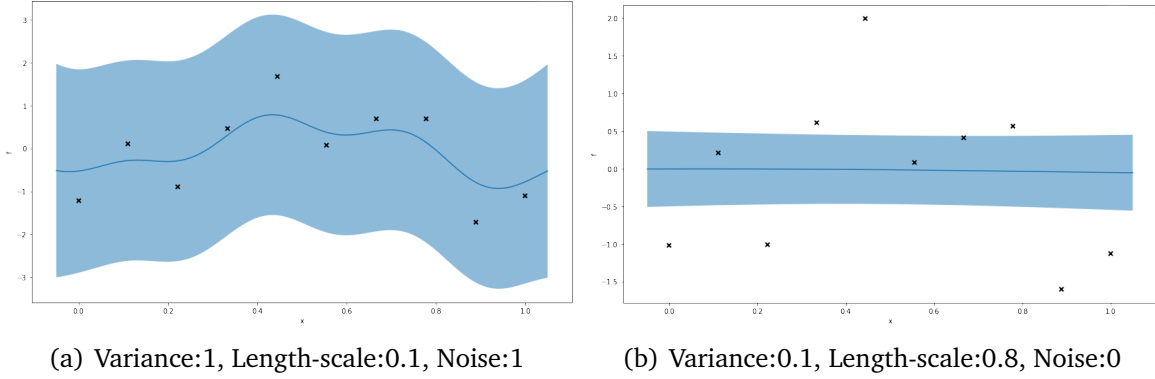 3
2
1
0
−1
−2
−3
f
0.0 0.2 0.4 0.6 0.8 1.0
x
2.0
1.5
1.0
0.5
0.0
−0.5
−1.0
−1.5
f
0.0 0.2 0.4 0.6 0.8 1.0
x
(a) Variance:1, Length-scale:0.1, Noise:1
(b) Variance:0.1, Length-scale:0.8, Noise:0